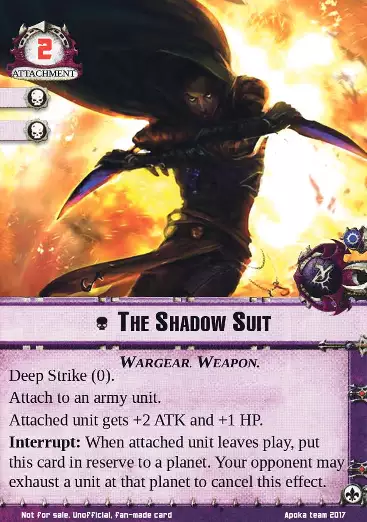 2
ATTACHMENT
THE SHADOW SUIT
WARGEAR. WEAPON.
Deep Strike (0).
Attach to an army unit.
Attached unit gets +2 ATK and +1 HP.
Interrupt: When attached unit leaves play, put
this card in reserve to a planet. Your opponent may
exhaust a unit at that planet to cancel this effect.
Not for sale. Unofficial, fan-made card
Apoka team 2017